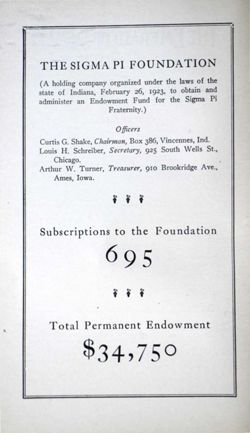 THE SIGMA PI FOUNDATION
(A holding company organized under the laws of the
state of Indiana, February 26, 1923, to obtain and
administer an Endowment Fund for the Sigma Pi
Fraternity.)
Officers
Curtis G. Shake, Chairman, Box 386, Vincennes, Ind.
Louis H. Schreiber, Secretary, 925 South Wells St.,
Chicago.
Arthur W. Turner, Treasurer, 910 Brookridge Ave.,
Ames, Iowa.
Subscriptions to the Foundation
695
Total Permanent Endowment
$34,750